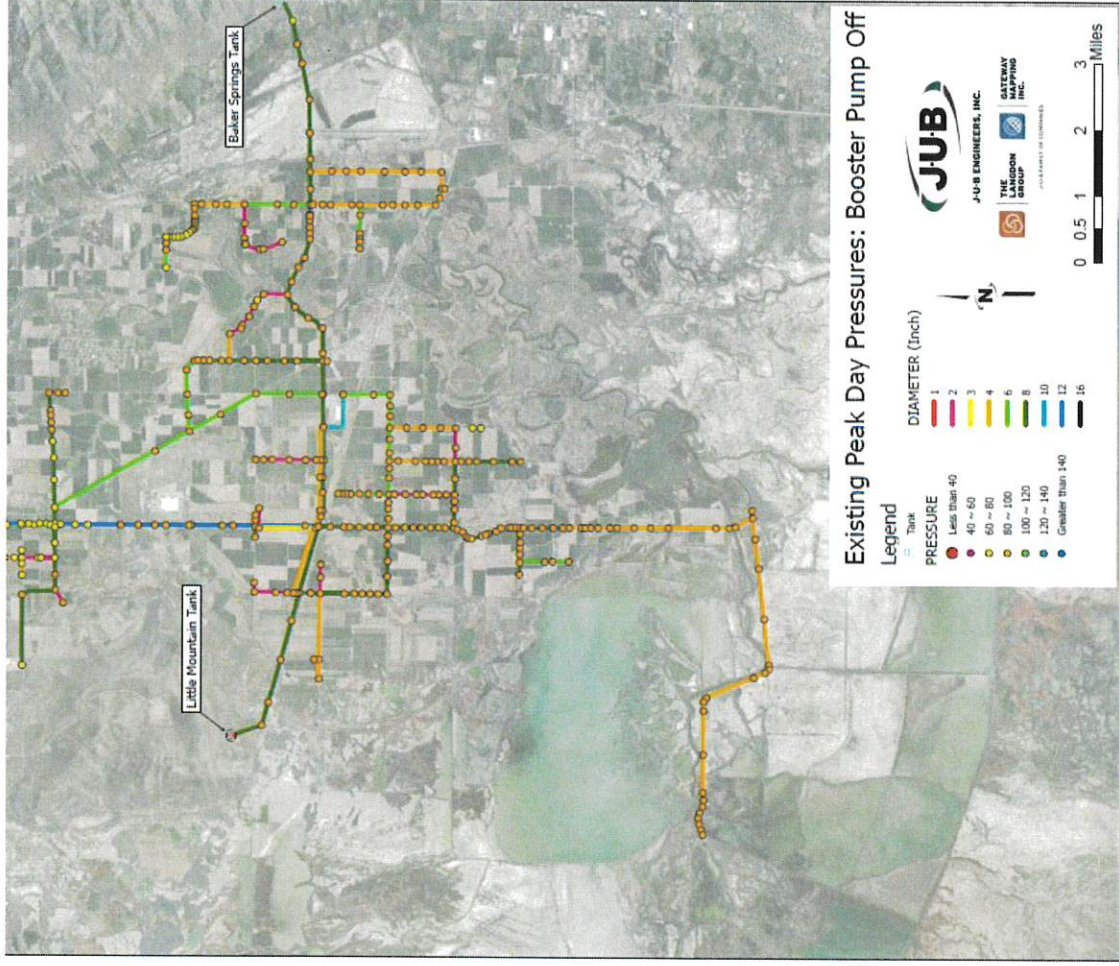 Baker Springs Tank
Little Mountain Tank
Existing Peak Day Pressures: Booster Pump Off
Legend
Tank
PRESSURE
Less than 40
40 ~ 60
60 ~ 80
80 ~ 100
100 ~ 120
120 ~ 140
Greater than 140
DIAMETER (Inch)
1
2
3
4
6
8
10
12
16
N
J·U·B
J·U·B ENGINEERS, INC.
THE
LANGDON
GROUP
GATEWAY
MAPPING
INC.
J·U·B FAMILY OF COMPANIES
0 0.5 1 2 3
Miles